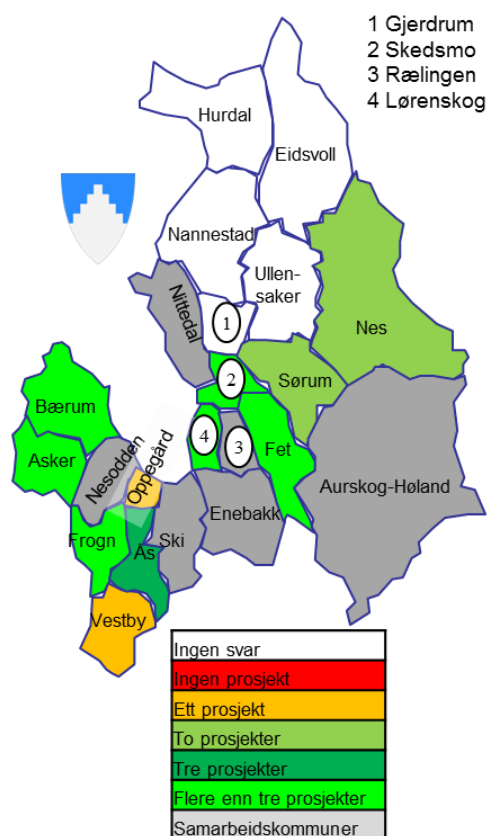 1 Gjerdrum
2 Skedsmo
3 Rælingen
4 Lørenskog
Hurdal
Eidsvoll
Nannestad
Ullen-
saker
Nittedal
1
Nes
2
Sørum
Bærum
4
3
Fet
Asker
Nesodden
Oppegård
Aurskog-Høland
Enebakk
Frogn
Ås
Ski
Vestby
Ingen svar
Ingen prosjekt
Ett prosjekt
To prosjekter
Tre prosjekter
Flere enn tre prosjekter
Samarbeidskommuner